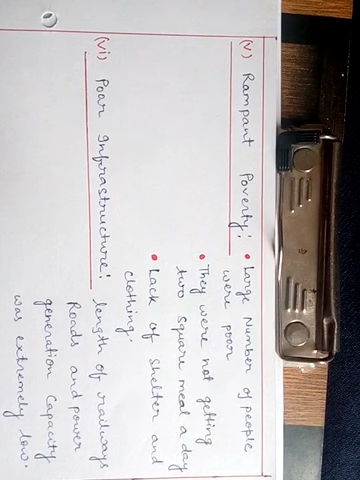 (v) Rampant Poverty: • Large Number of people
were poor
• They were not getting
two square meal a day
• Lack of Shelter and
clothing.
(vi) Poor Infrastructure: length of railways
Roads and power
generation Capacity
was extremely low.